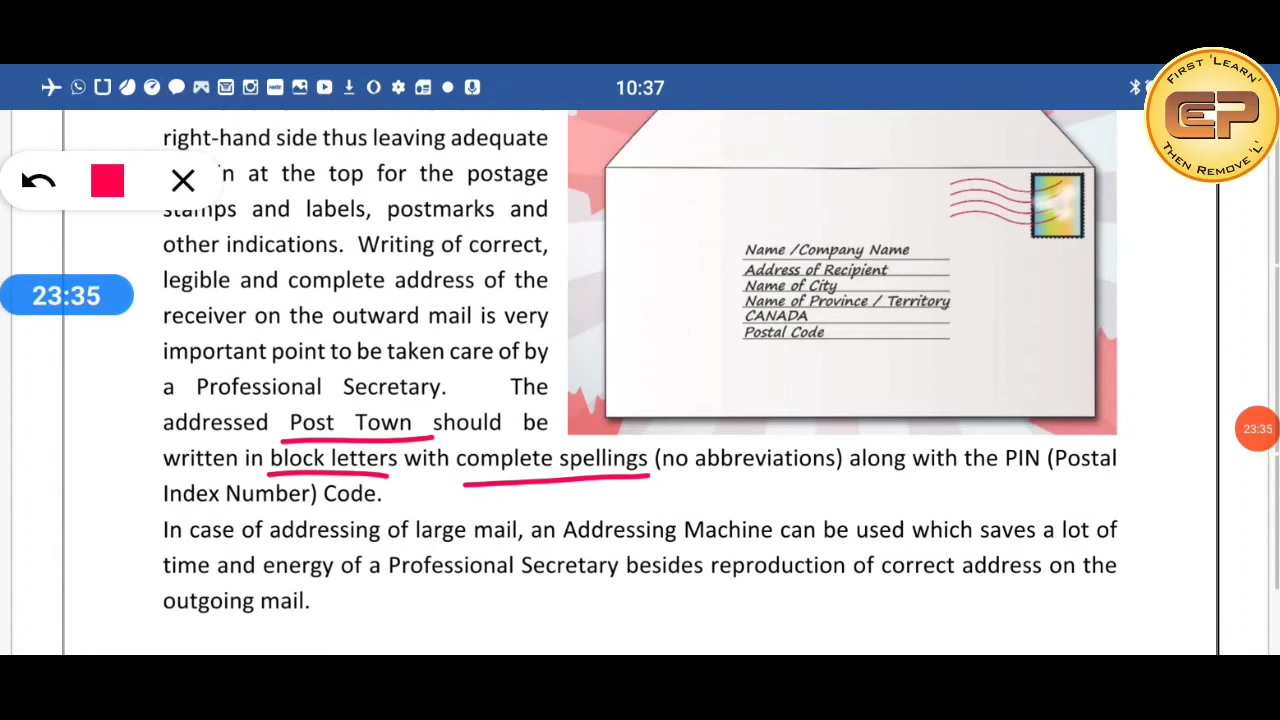 10:37
FIRST 'LEARN'
EP
THEN REMOVE 'L'
right-hand side thus leaving adequate
at the top for the postage
stamps and labels, postmarks and
other indications. Writing of correct,
legible and complete address of the
receiver on the outward mail is very
important point to be taken care of by
a Professional Secretary. The
addressed Post Town should be
written in block letters with complete spellings (no abbreviations) along with the PIN (Postal
Index Number) Code.
In case of addressing of large mail, an Addressing Machine can be used which saves a lot of
time and energy of a Professional Secretary besides reproduction of correct address on the
outgoing mail.
23:35
Name /Company Name
Address of Recipient
Name of City
Name of Province / Territory
CANADA
Postal Code
23:35